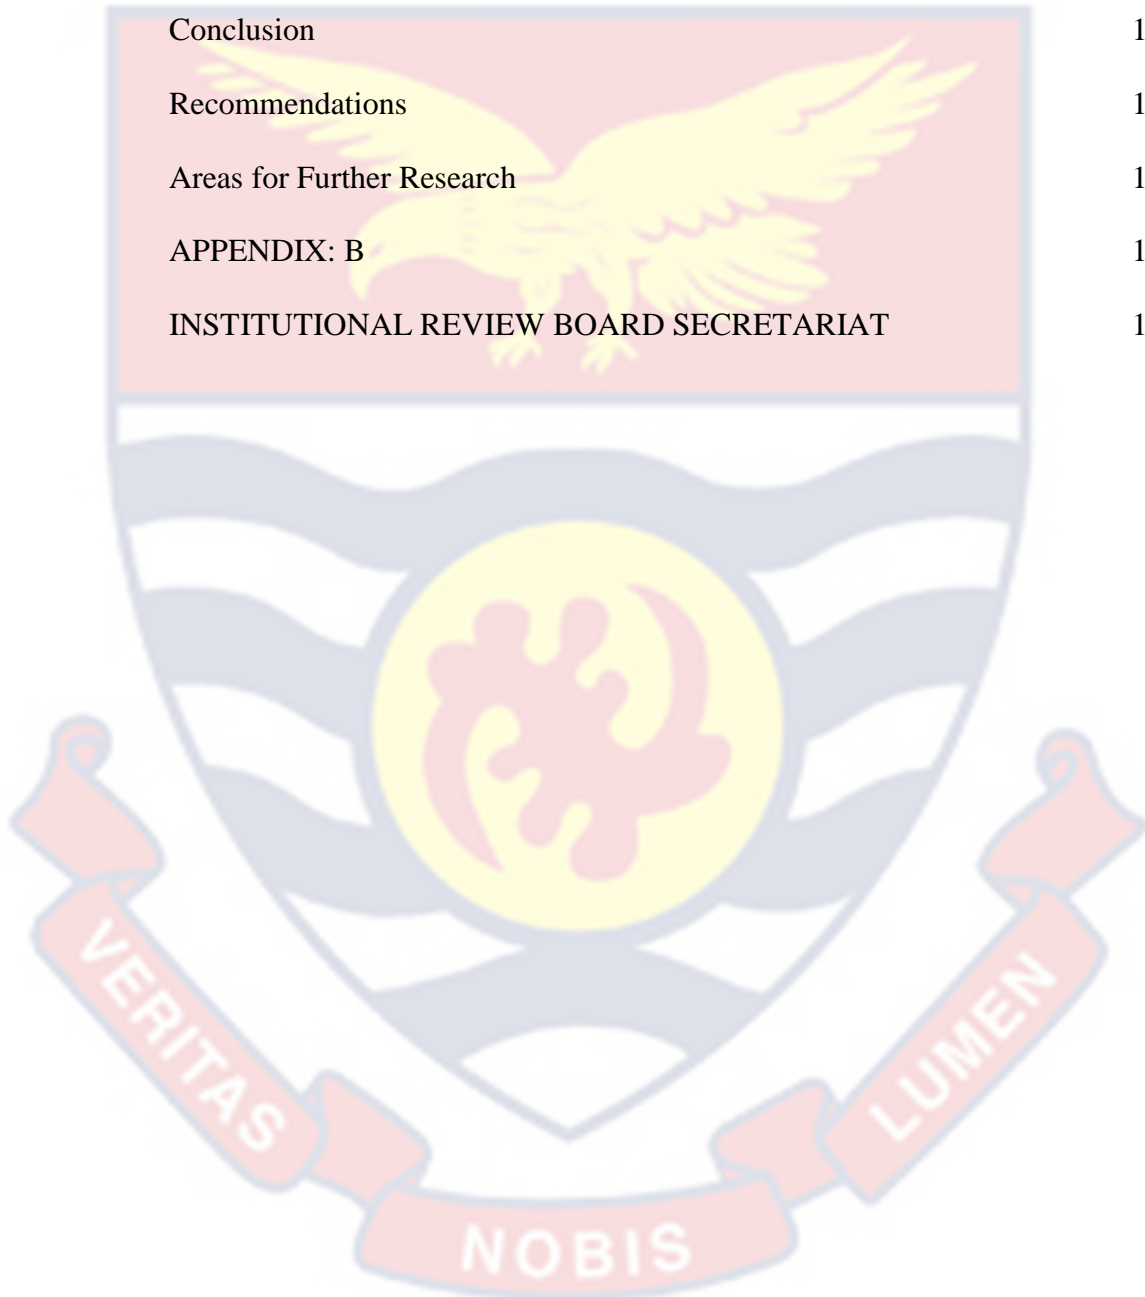 Conclusion 1
Recommendations 1
Areas for Further Research 1
APPENDIX: B 1
INSTITUTIONAL REVIEW BOARD SECRETARIAT 1
VERITAS
NOBIS
LUMEN